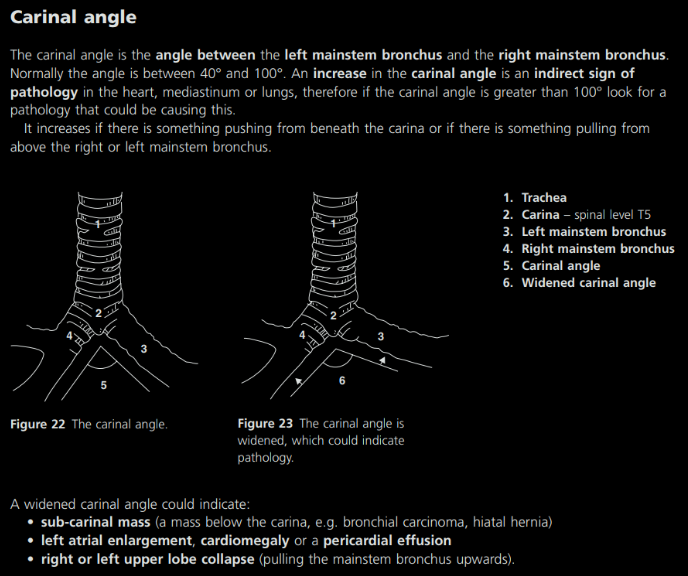 Carinal angle
The carinal angle is the angle between the left mainstem bronchus and the right mainstem bronchus.
Normally the angle is between 40° and 100°. An increase in the carinal angle is an indirect sign of
pathology in the heart, mediastinum or lungs, therefore if the carinal angle is greater than 100° look for a
pathology that could be causing this.
It increases if there is something pushing from beneath the carina or if there is something pulling from
above the right or left mainstem bronchus.
1
2
4
3
5
Figure 22 The carinal angle.
1
2
4
3
6
Figure 23 The carinal angle is
widened, which could indicate
pathology.
1. Trachea
2. Carina – spinal level T5
3. Left mainstem bronchus
4. Right mainstem bronchus
5. Carinal angle
6. Widened carinal angle
A widened carinal angle could indicate:
• sub-carinal mass (a mass below the carina, e.g. bronchial carcinoma, hiatal hernia)
• left atrial enlargement, cardiomegaly or a pericardial effusion
• right or left upper lobe collapse (pulling the mainstem bronchus upwards).